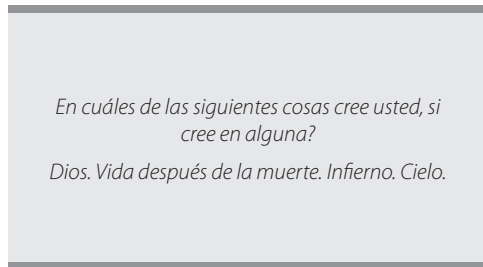 En cuáles de las siguientes cosas cree usted, si
cree en alguna?
Dios. Vida después de la muerte. Infierno. Cielo.